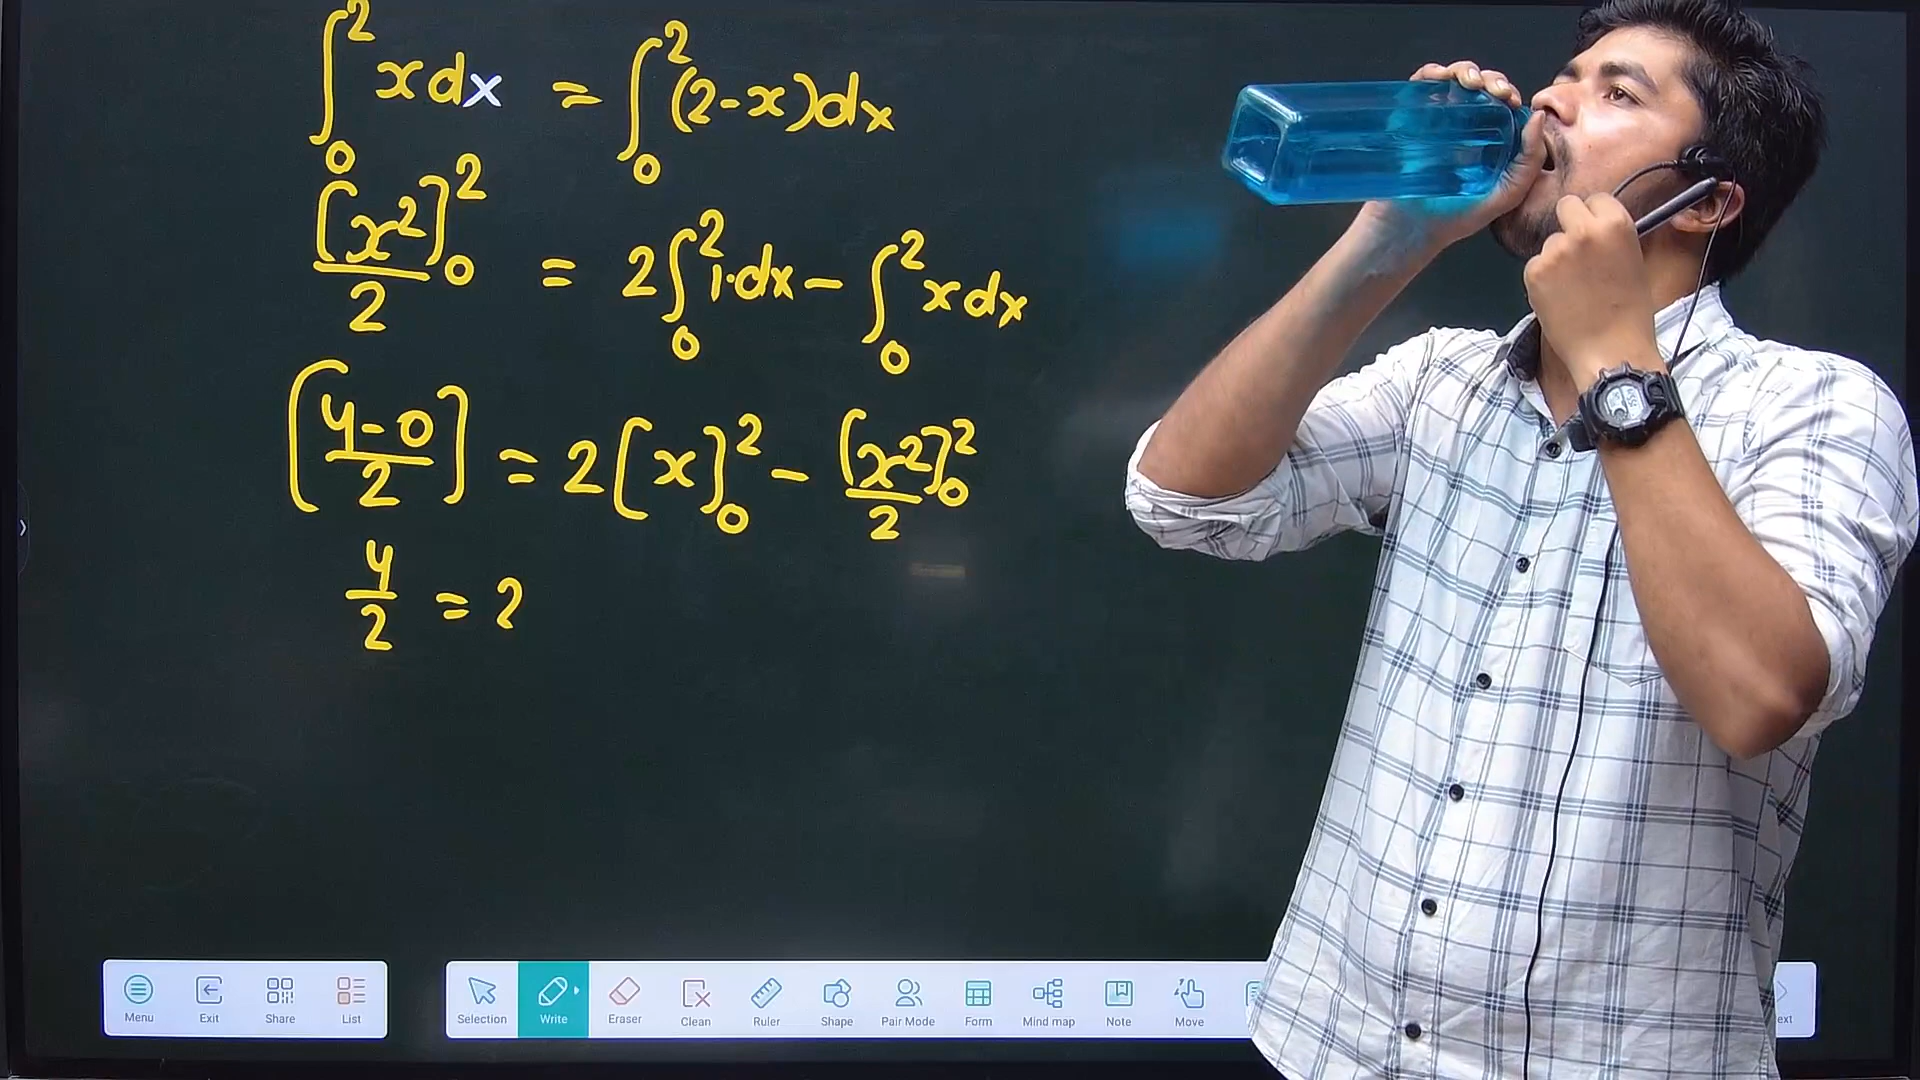 ∫₀² x dx = ∫₀² (2-x) dx
[x²]₀²/2 = 2∫₀² 1·dx - ∫₀² x dx
[4-0/2] = 2[x]₀² - [x²]₀²/2
4/2 = 2
Menu Exit Share List Selection Write Eraser Clean Ruler Shape Pair Mode Form Mind map Note Move